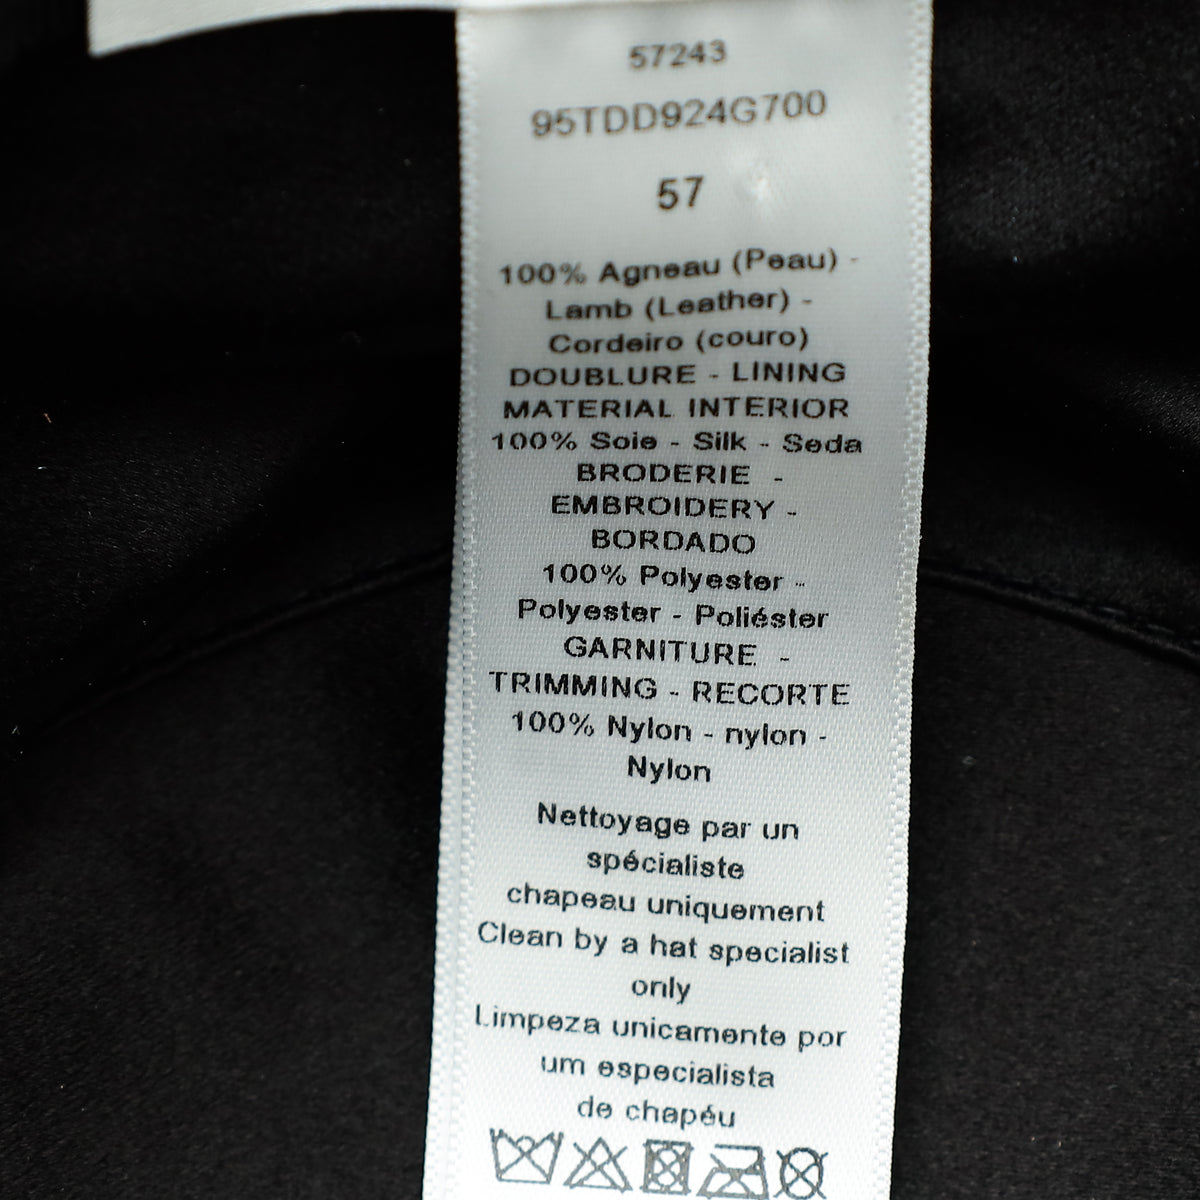 57243
95TDD924G700
57
100% Agneau (Peau) -
Lamb (Leather) -
Cordeiro (couro)
DOUBLURE - LINING
MATERIAL INTERIOR
100% Soie - Silk - Seda
BRODERIE -
EMBROIDERY -
BORDADO
100% Polyester -
Polyester - Poliéster
GARNITURE -
TRIMMING - RECORTE
100% Nylon - nylon -
Nylon
Nettoyage par un
spécialiste
chapeau uniquement
Clean by a hat specialist
only
Limpeza unicamente por
um especialista
de chapéu